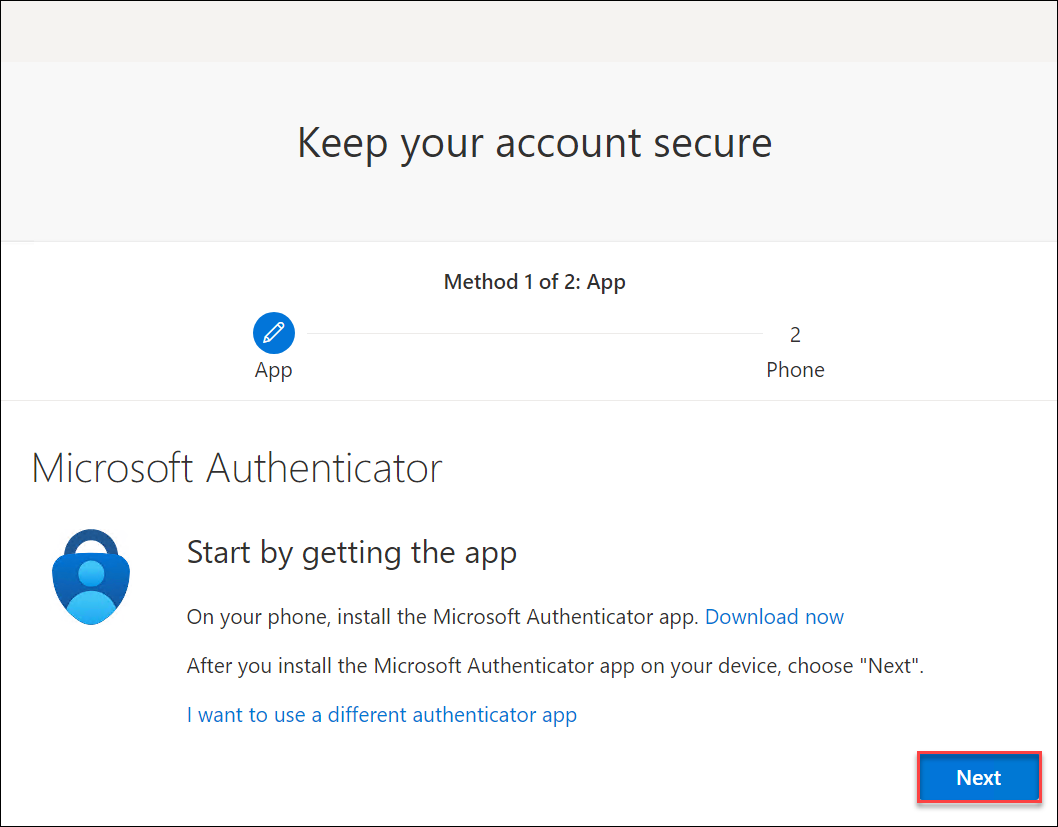 Keep your account secure
Method 1 of 2: App
2
App
Phone
Microsoft Authenticator
Start by getting the app
On your phone, install the Microsoft Authenticator app. Download now
After you install the Microsoft Authenticator app on your device, choose "Next".
I want to use a different authenticator app
Next